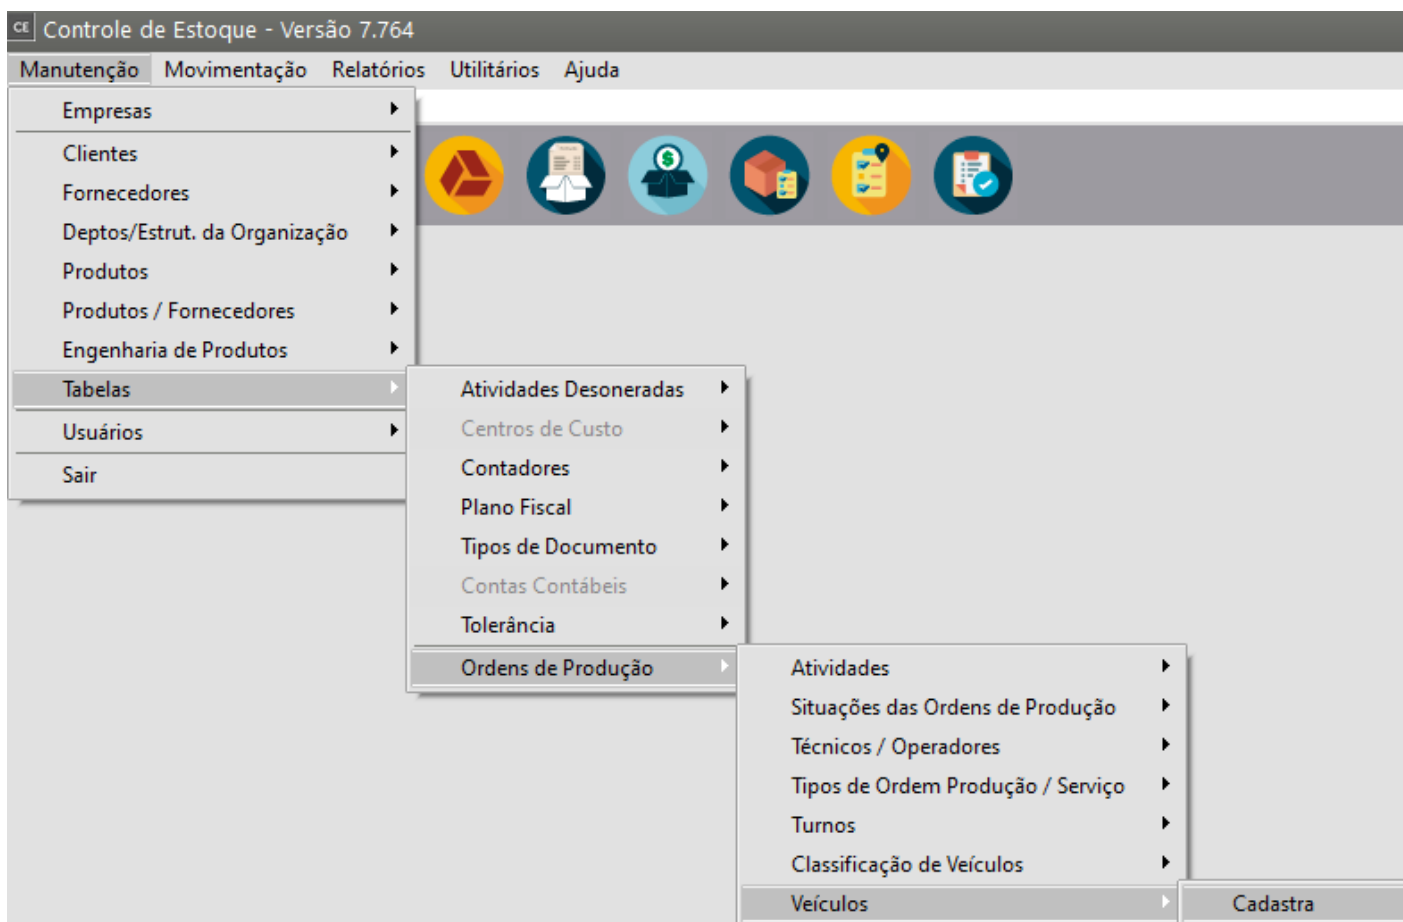 CE Controle de Estoque - Versão 7.764
Manutenção Movimentação Relatórios Utilitários Ajuda
Empresas
Clientes
Fornecedores
Deptos/Estrut. da Organização
Produtos
Produtos / Fornecedores
Engenharia de Produtos
Tabelas
Usuários
Sair
Atividades Desoneradas
Centros de Custo
Contadores
Plano Fiscal
Tipos de Documento
Contas Contábeis
Tolerância
Ordens de Produção
Atividades
Situações das Ordens de Produção
Técnicos / Operadores
Tipos de Ordem Produção / Serviço
Turnos
Classificação de Veículos
Veículos
Cadastra